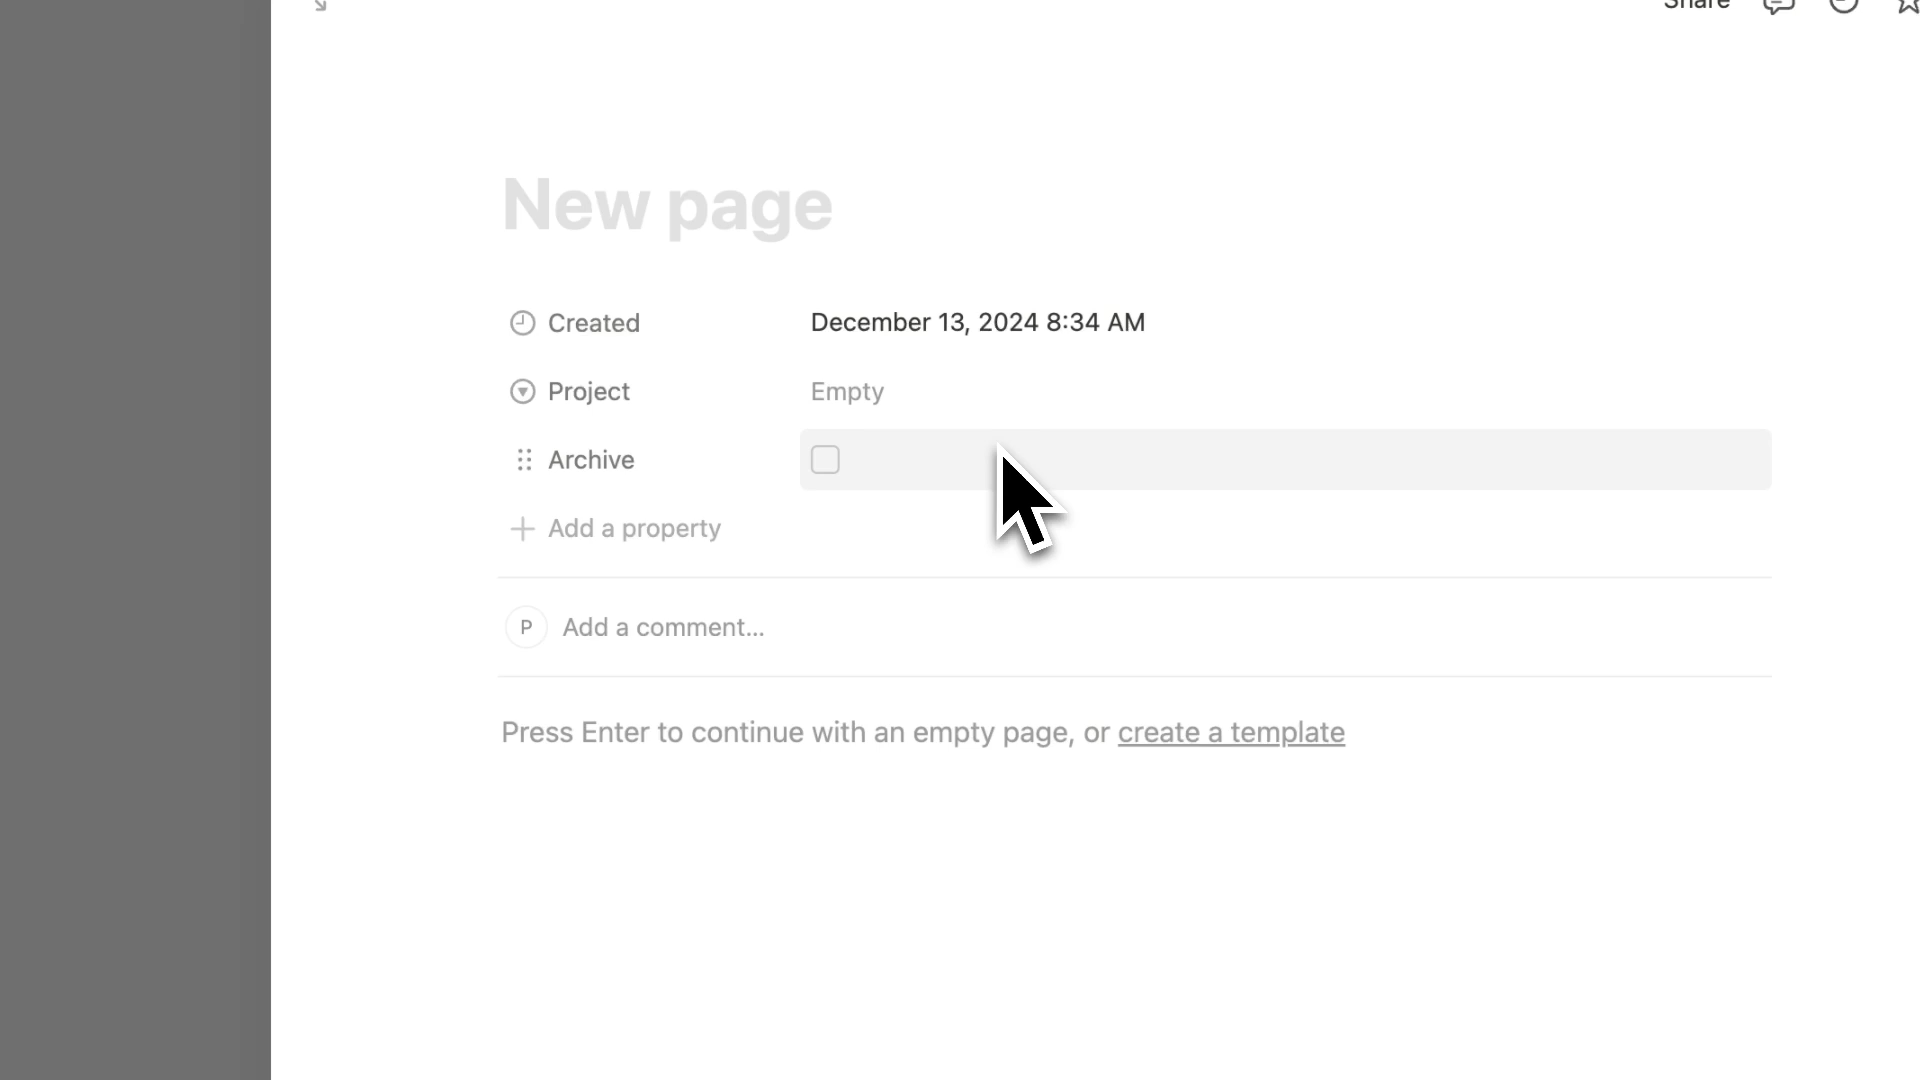 Share
New page
Created
December 13, 2024 8:34 AM
Project
Empty
Archive
Add a property
P
Add a comment...
Press Enter to continue with an empty page, or create a template